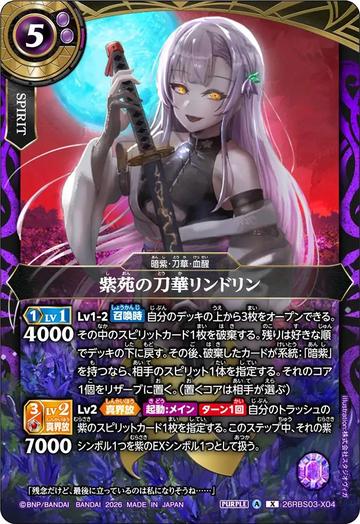 5
SPIRIT
暗紫・刀華・血醒
紫苑の刀華リンドリン
1 LV1
4000
Lv1-2 召喚時 自分のデッキの上から3枚をオープンできる。
その中のスピリットカード1枚を破棄する。残りは好きな順
でデッキの下に戻す。その後、破棄したカードが系統:「暗紫」
を持つなら、相手のスピリット1体を指定する。それのコア
1個をリザーブに置く。(置くコアは相手が選ぶ)
3 LV2
7000
Lv2 真界放 起動:メイン ターン1回 自分のトラッシュの
紫のスピリットカード1枚を指定する。このステップ中、それの紫
シンボル1つを紫のEXシンボル1つとして扱う。
「残念だけど、最後に立っているのは私になりそうね……」
©BNP/BANDAI BANDAI 2026 MADE IN JAPAN PURPLE A X 26RBS03-X04